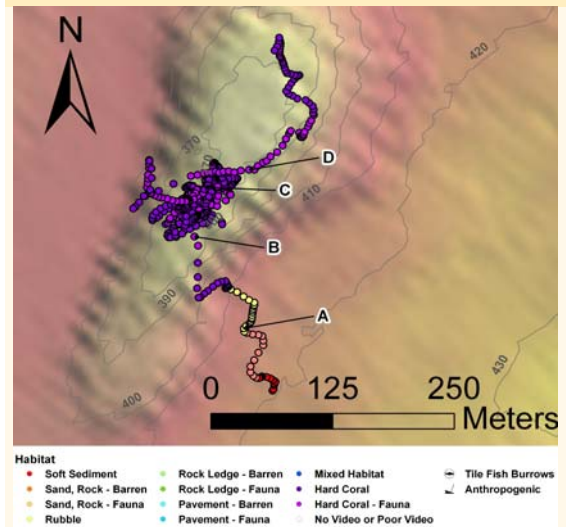 N
420
370
D
C
410
B
390
A
400
430
0 125 250
Meters
Habitat
Soft Sediment
Sand, Rock - Barren
Sand, Rock - Fauna
Rubble
Rock Ledge - Barren
Rock Ledge - Fauna
Pavement - Barren
Pavement - Fauna
Mixed Habitat
Hard Coral
Hard Coral - Fauna
No Video or Poor Video
Tile Fish Burrows
Anthropogenic